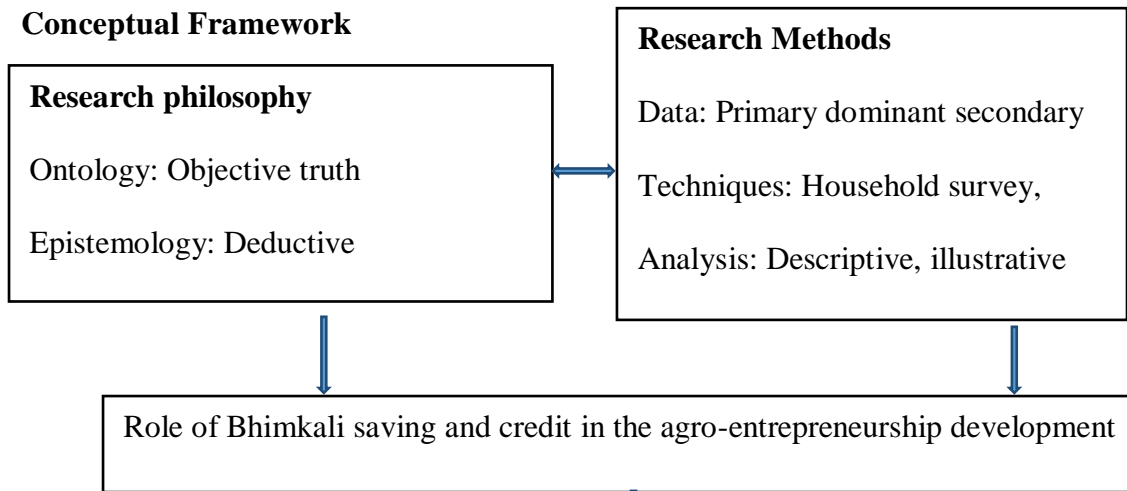 Conceptual Framework
Research philosophy
Ontology: Objective truth
Epistemology: Deductive
Research Methods
Data: Primary dominant secondary
Techniques: Household survey,
Analysis: Descriptive, illustrative
Role of Bhimkali saving and credit in the agro-entrepreneurship development